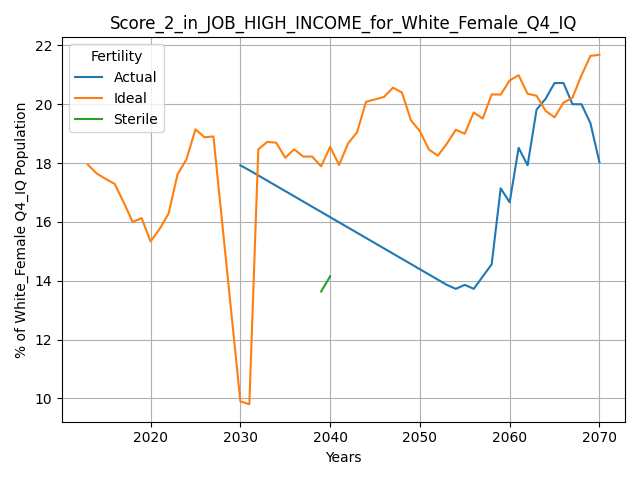 Score_2_in_JOB_HIGH_INCOME_for_White_Female_Q4_IQ
Fertility
Actual
Ideal
Sterile
% of White_Female Q4_IQ Population
22
20
18
16
14
12
10
2020 2030 2040 2050 2060 2070
Years